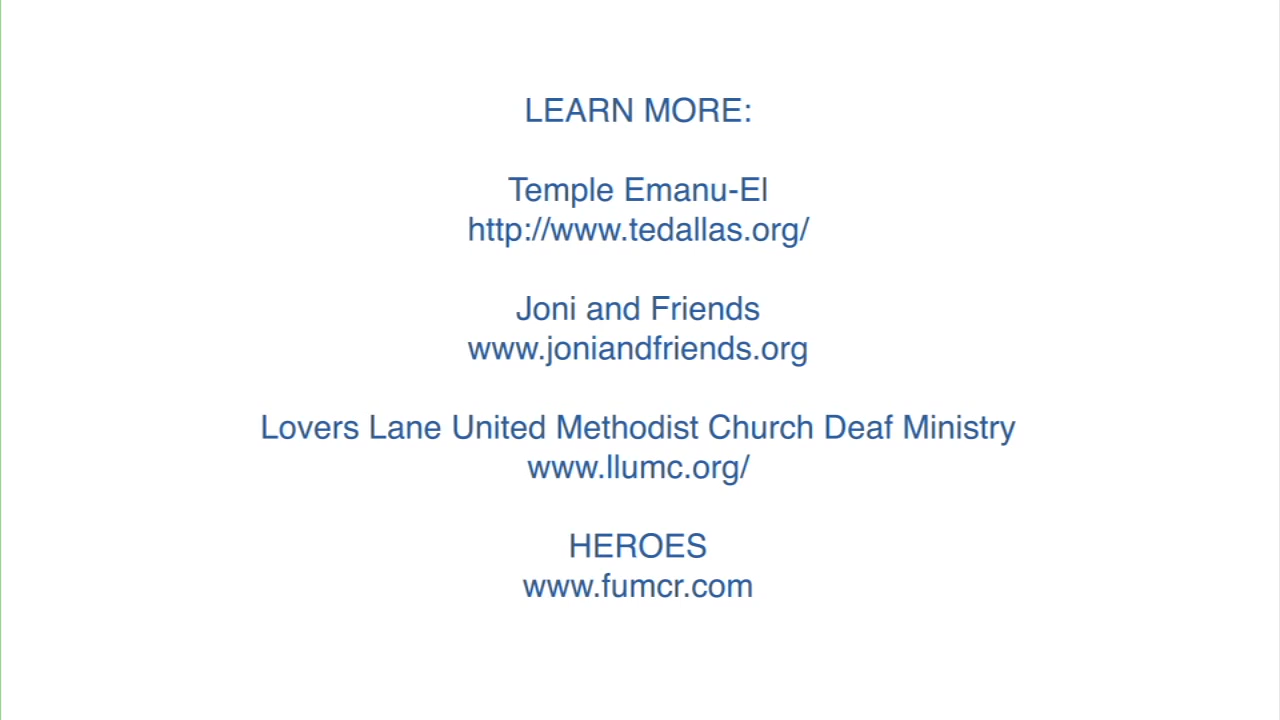 LEARN MORE:
Temple Emanu-El
http://www.tedallas.org/
Joni and Friends
www.joniandfriends.org
Lovers Lane United Methodist Church Deaf Ministry
www.llumc.org/
HEROES
www.fumcr.com